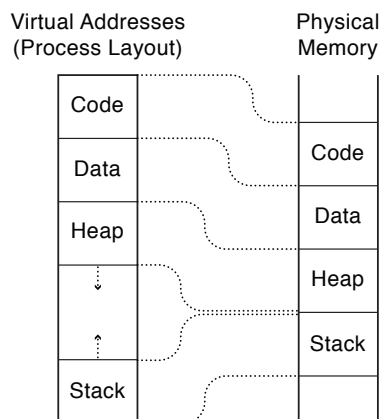 Virtual Addresses
(Process Layout)
Code
Data
Heap
Stack
Physical
Memory
Code
Data
Heap
Stack